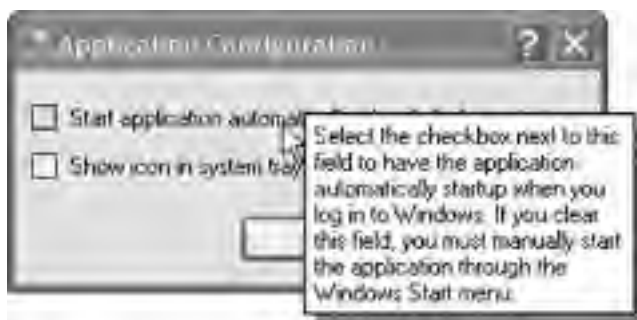 Application Configuration
Start application
Show icon in system tray
Select the checkbox next to this
field to have the application
automatically startup when you
log in to Windows. If you clear
this field, you must manually start
the application through the
Windows Start menu.